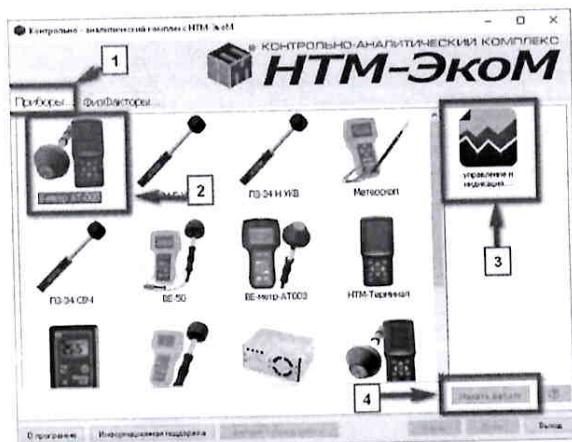 Контрольно - аналитический комплекс НТМ-ЭкоМ
КОНТРОЛЬНО-АНАЛИТИЧЕСКИЙ КОМПЛЕКС
НТМ-ЭкоМ
1
Приборы... ФизФакторы...
управление и
индикация...
2
П3-34 Н УКВ
Метеоскоп
3
П3-34 СВЧ
BE-50
ВЕ-метр-АТ003
НТМ-Терминал
4
Начать работу
О программе
Информационная поддержка
Выход